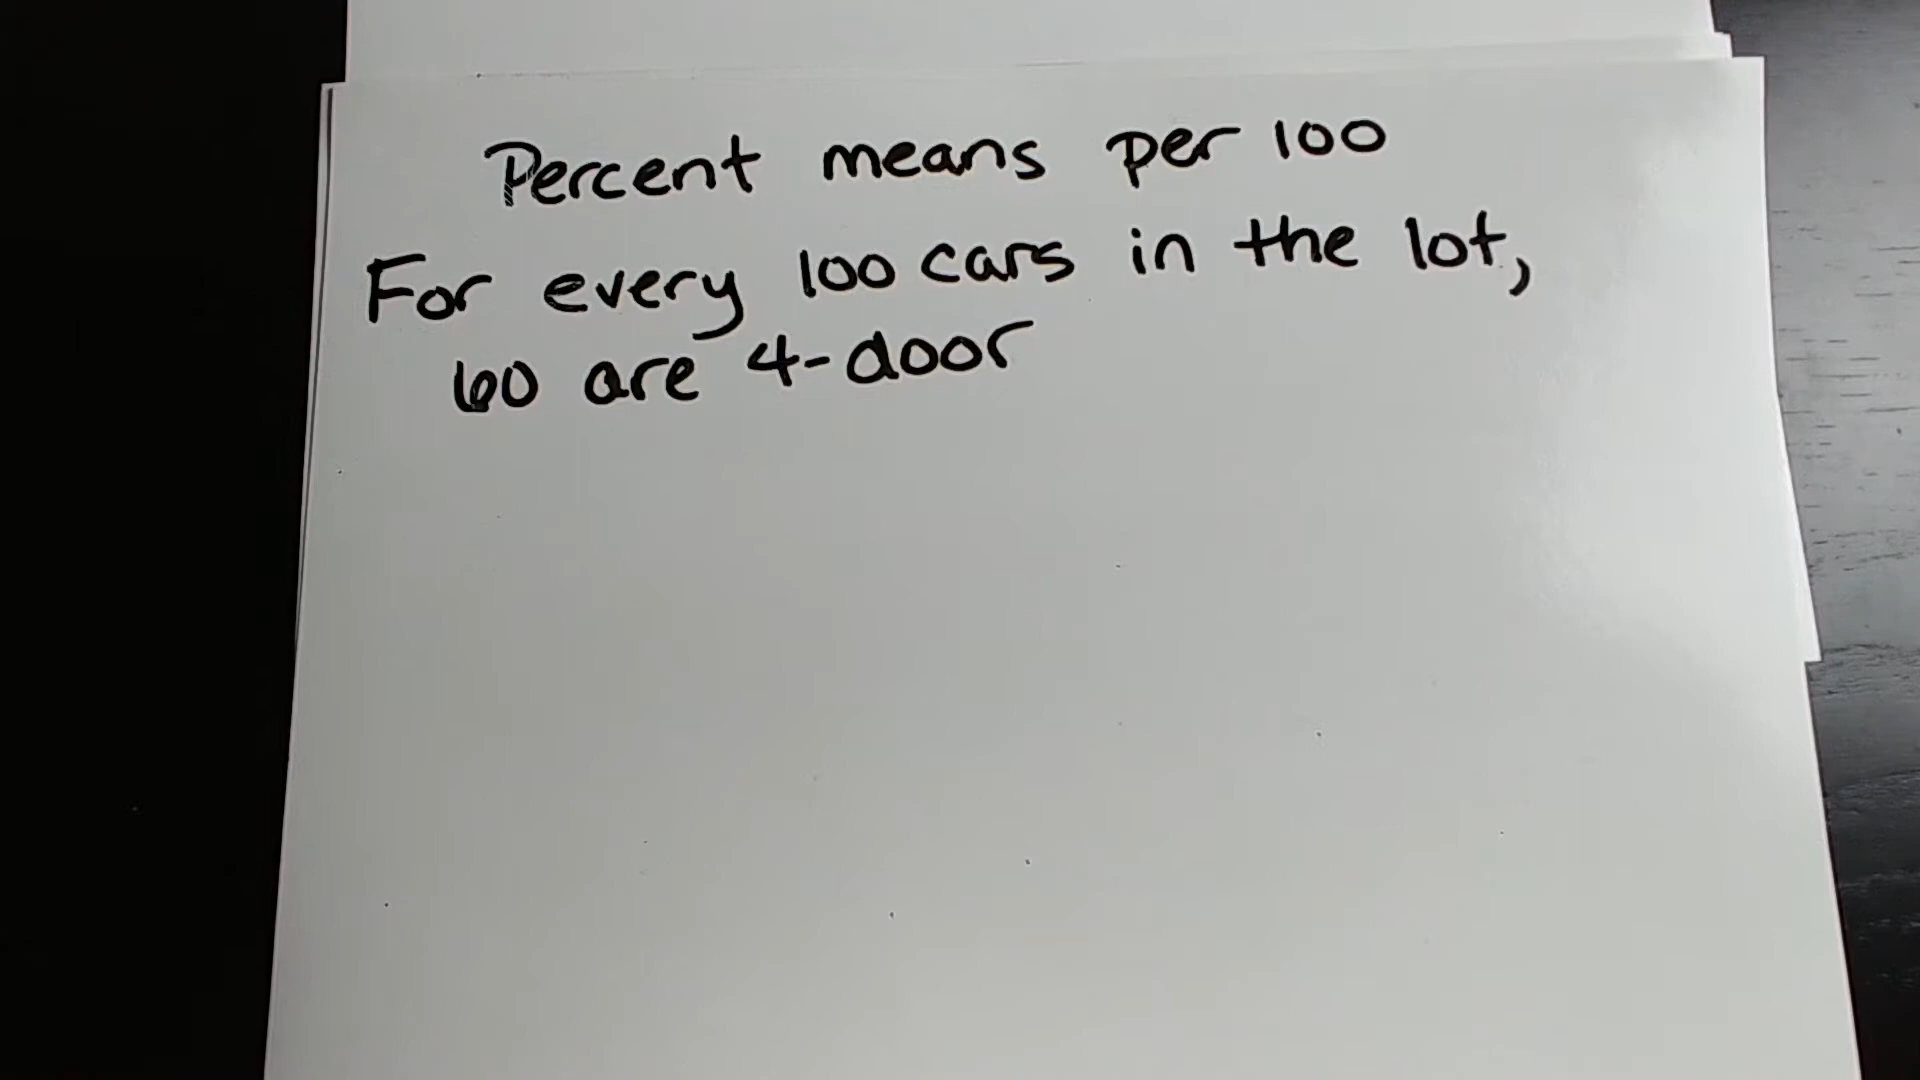 Percent means per 100
For every 100 cars in the lot,
60 are 4-door